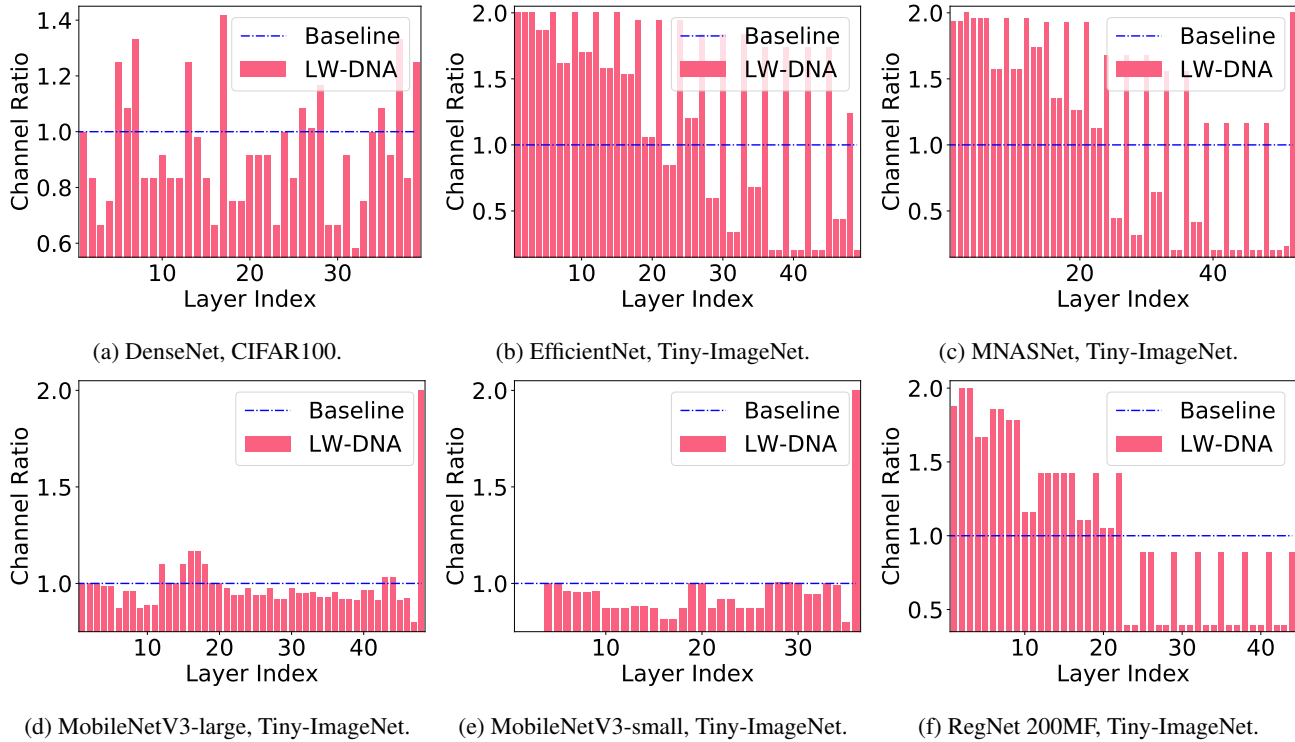 1.4
1.2
1.0
0.8
0.6
Channel Ratio
10
20
30
Layer Index
Baseline
LW-DNA
(a) DenseNet, CIFAR100.
2.0
1.5
1.0
0.5
Channel Ratio
10
20
30
40
Layer Index
Baseline
LW-DNA
(b) EfficientNet, Tiny-ImageNet.
2.0
1.5
1.0
0.5
Channel Ratio
20
40
Layer Index
Baseline
LW-DNA
(c) MNASNet, Tiny-ImageNet.
2.0
1.5
1.0
Channel Ratio
10
20
30
40
Layer Index
Baseline
LW-DNA
(d) MobileNetV3-large, Tiny-ImageNet.
2.0
1.5
1.0
Channel Ratio
10
20
30
Layer Index
Baseline
LW-DNA
(e) MobileNetV3-small, Tiny-ImageNet.
2.0
1.5
1.0
0.5
Channel Ratio
10
20
30
40
Layer Index
Baseline
LW-DNA
(f) RegNet 200MF, Tiny-ImageNet.